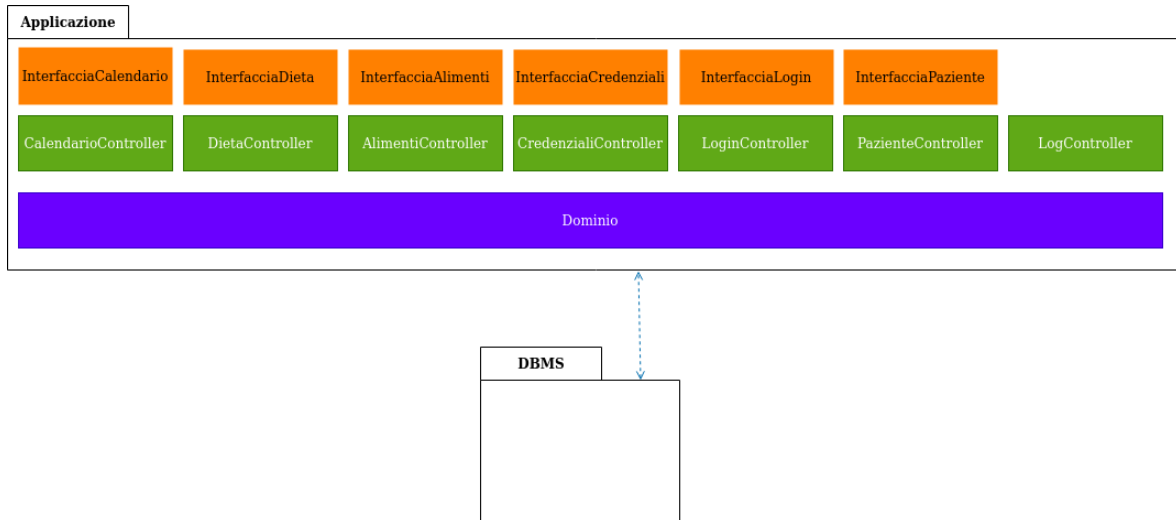 Applicazione
InterfacciaCalendario
InterfacciaDieta
InterfacciaAlimenti
InterfacciaCredenziali
InterfacciaLogin
InterfacciaPaziente
CalendarioController
DietaController
AlimentiController
CredenzialiController
LoginController
PazienteController
LogController
Dominio
DBMS